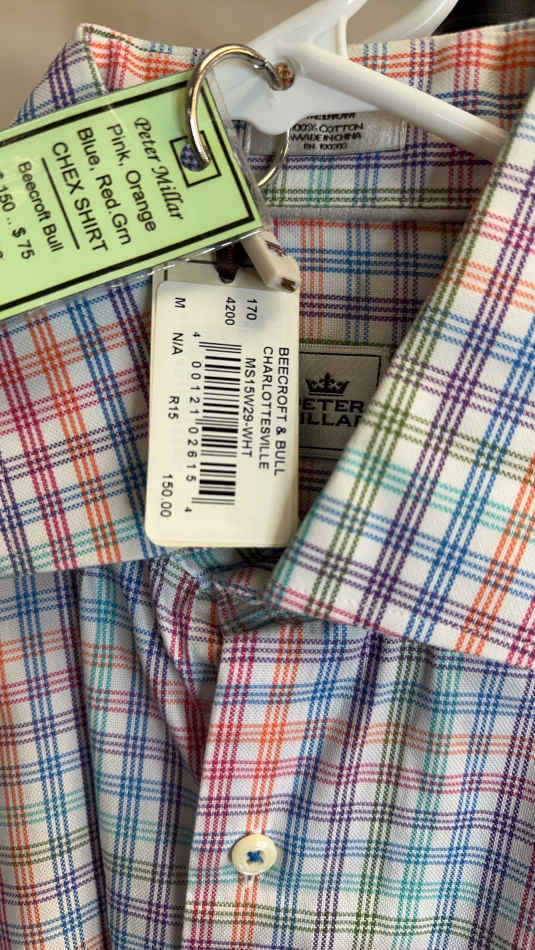 Peter Millar
Pink, Orange
Blue, Red.Grn
CHEX SHIRT
Beecroft Bull
150 .. $ 75
100% COTTON
MADE IN CHINA
BEECROFT & BULL
CHARLOTTESVILLE
MS15W29-WHT
170
4200
4 00121 02615 4
M N/A R15 150.00
PETER
MILLAR